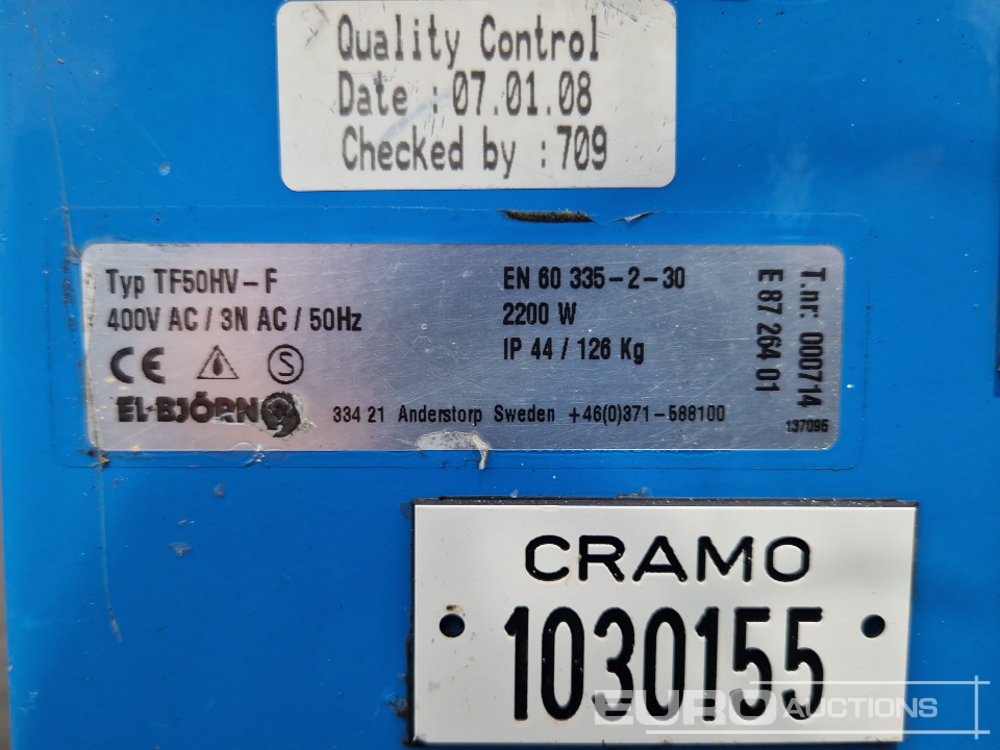 Quality Control
Date : 07.01.08
Checked by : 709
Typ TF50HV-F
400V AC / 3N AC / 50Hz
CE S
EL-BJÖRN
EN 60 335-2-30
2200 W
IP 44 / 126 Kg
334 21 Anderstorp Sweden +46(0)371-588100
T.nr: 000714
E 87 264 01
137095
CRAMO
1030155
EURO AUCTIONS